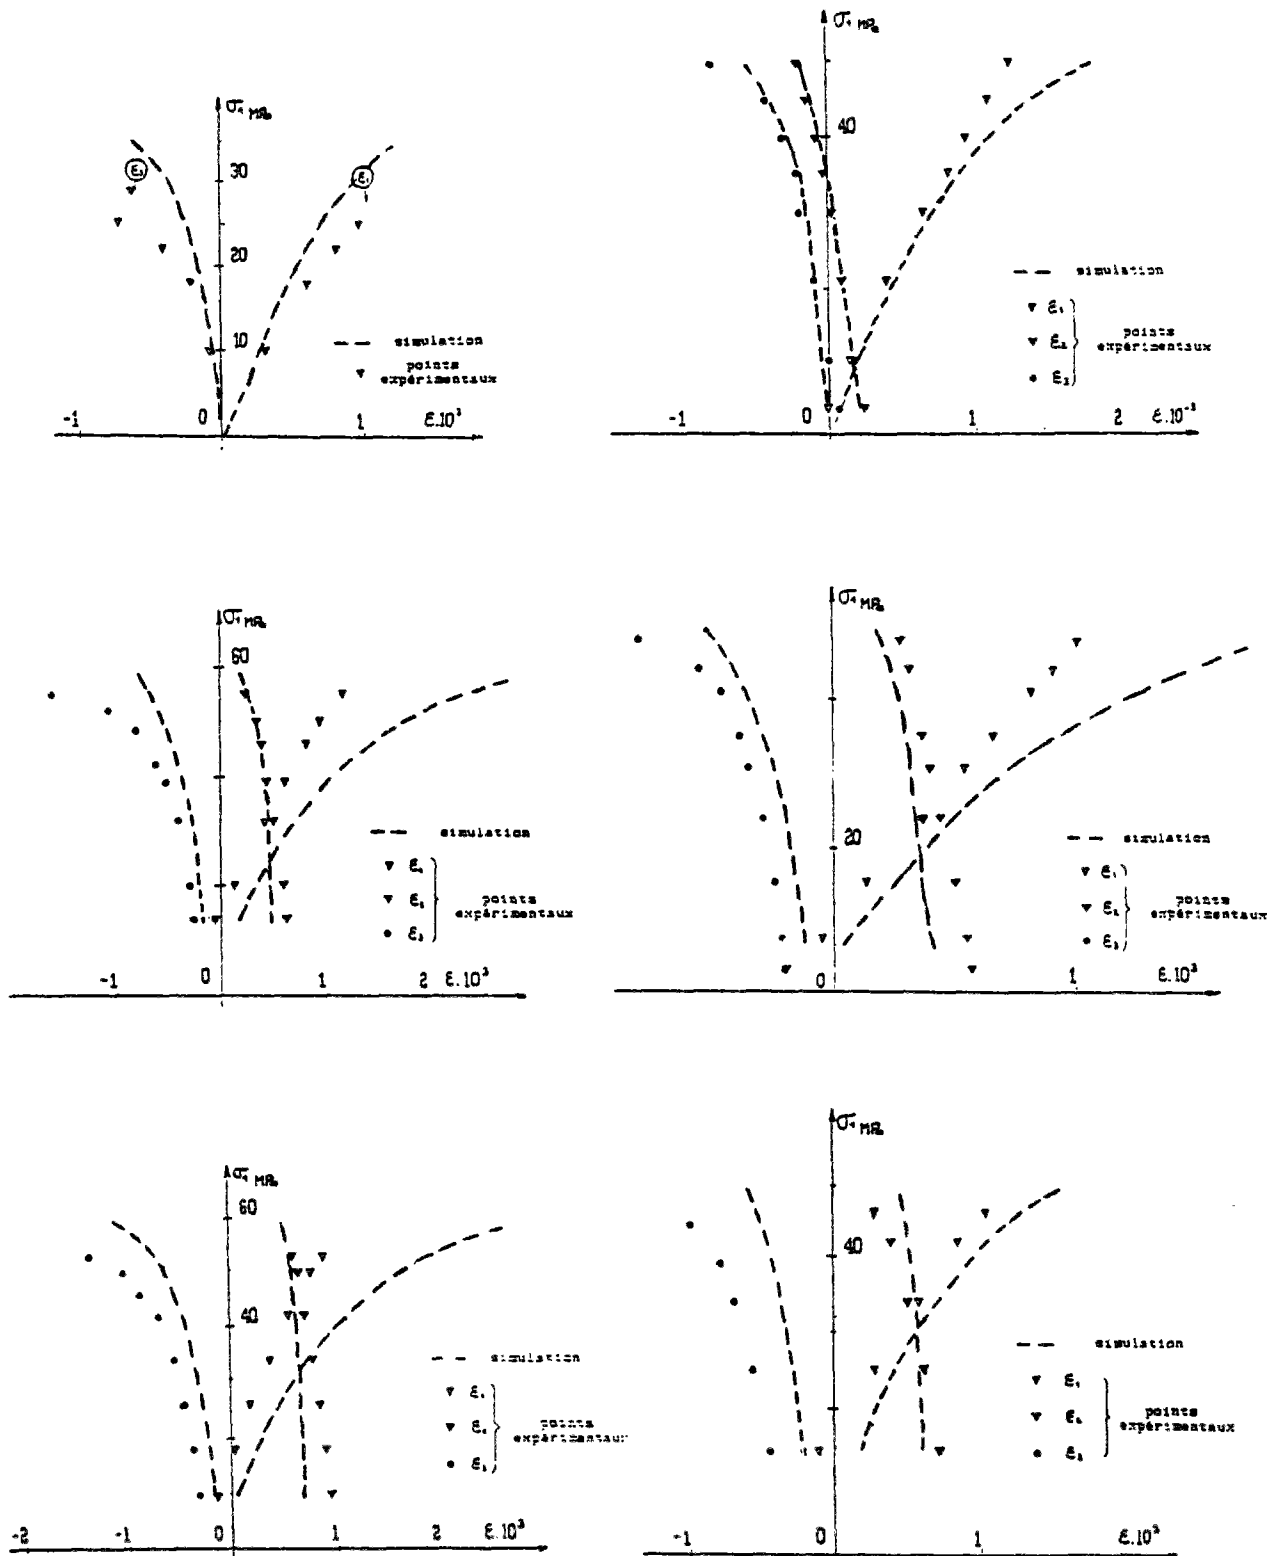 σ₁ MPa
30
20
10
ε₃
ε₁
simulation
points
expérimentaux
-1 0 1 ε.10³
σ₁ MPa
40
simulation
ε₁
ε₂
ε₃
points
expérimentaux
-1 0 1 2 ε.10⁻³
σ₁ MPa
60
simulation
ε₁
ε₂
ε₃
points
expérimentaux
-1 0 1 2 ε.10³
σ₁ MPa
20
simulation
ε₁
ε₂
ε₃
points
expérimentaux
0 1 ε.10³
σ₁ MPa
60
40
simulation
ε₁
ε₂
ε₃
points
expérimentaux
-2 -1 0 1 2 ε.10³
σ₁ MPa
40
simulation
ε₁
ε₂
ε₃
points
expérimentaux
-1 0 1 ε.10³